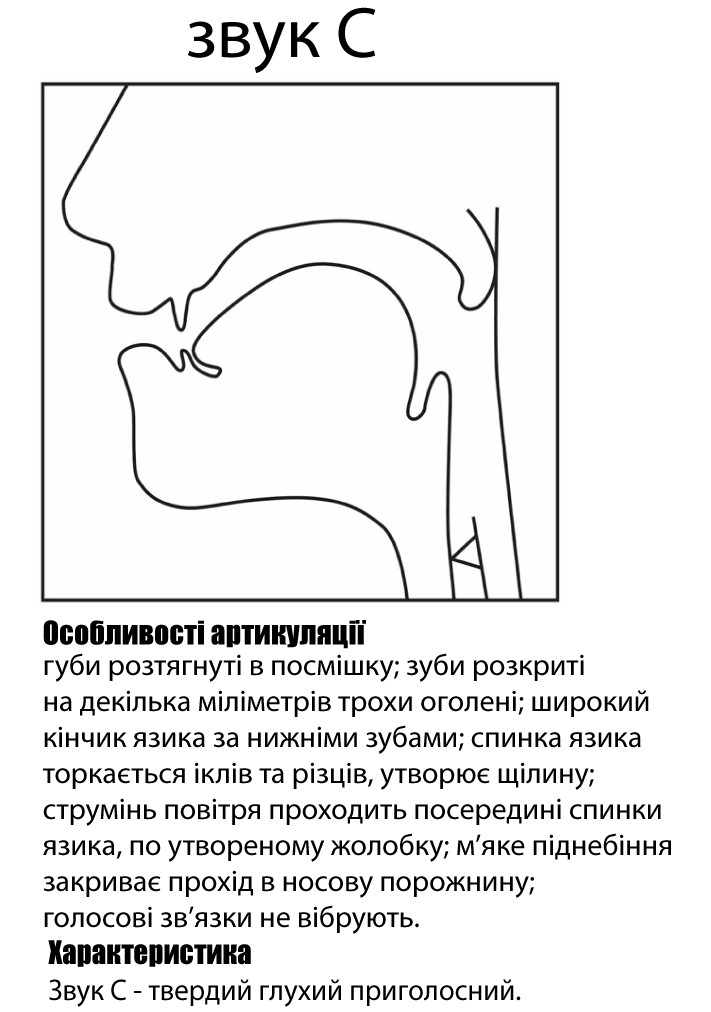 звук С
Особливості артикуляції
губи розтягнуті в посмішку; зуби розкриті
на декілька міліметрів трохи оголені; широкий
кінчик язика за нижніми зубами; спинка язика
торкається іклів та різців, утворює щілину;
струмінь повітря проходить посередині спинки
язика, по утвореному жолобку; м’яке піднебіння
закриває прохід в носову порожнину;
голосові зв’язки не вібрують.
Характеристика
Звук С - твердий глухий приголосний.